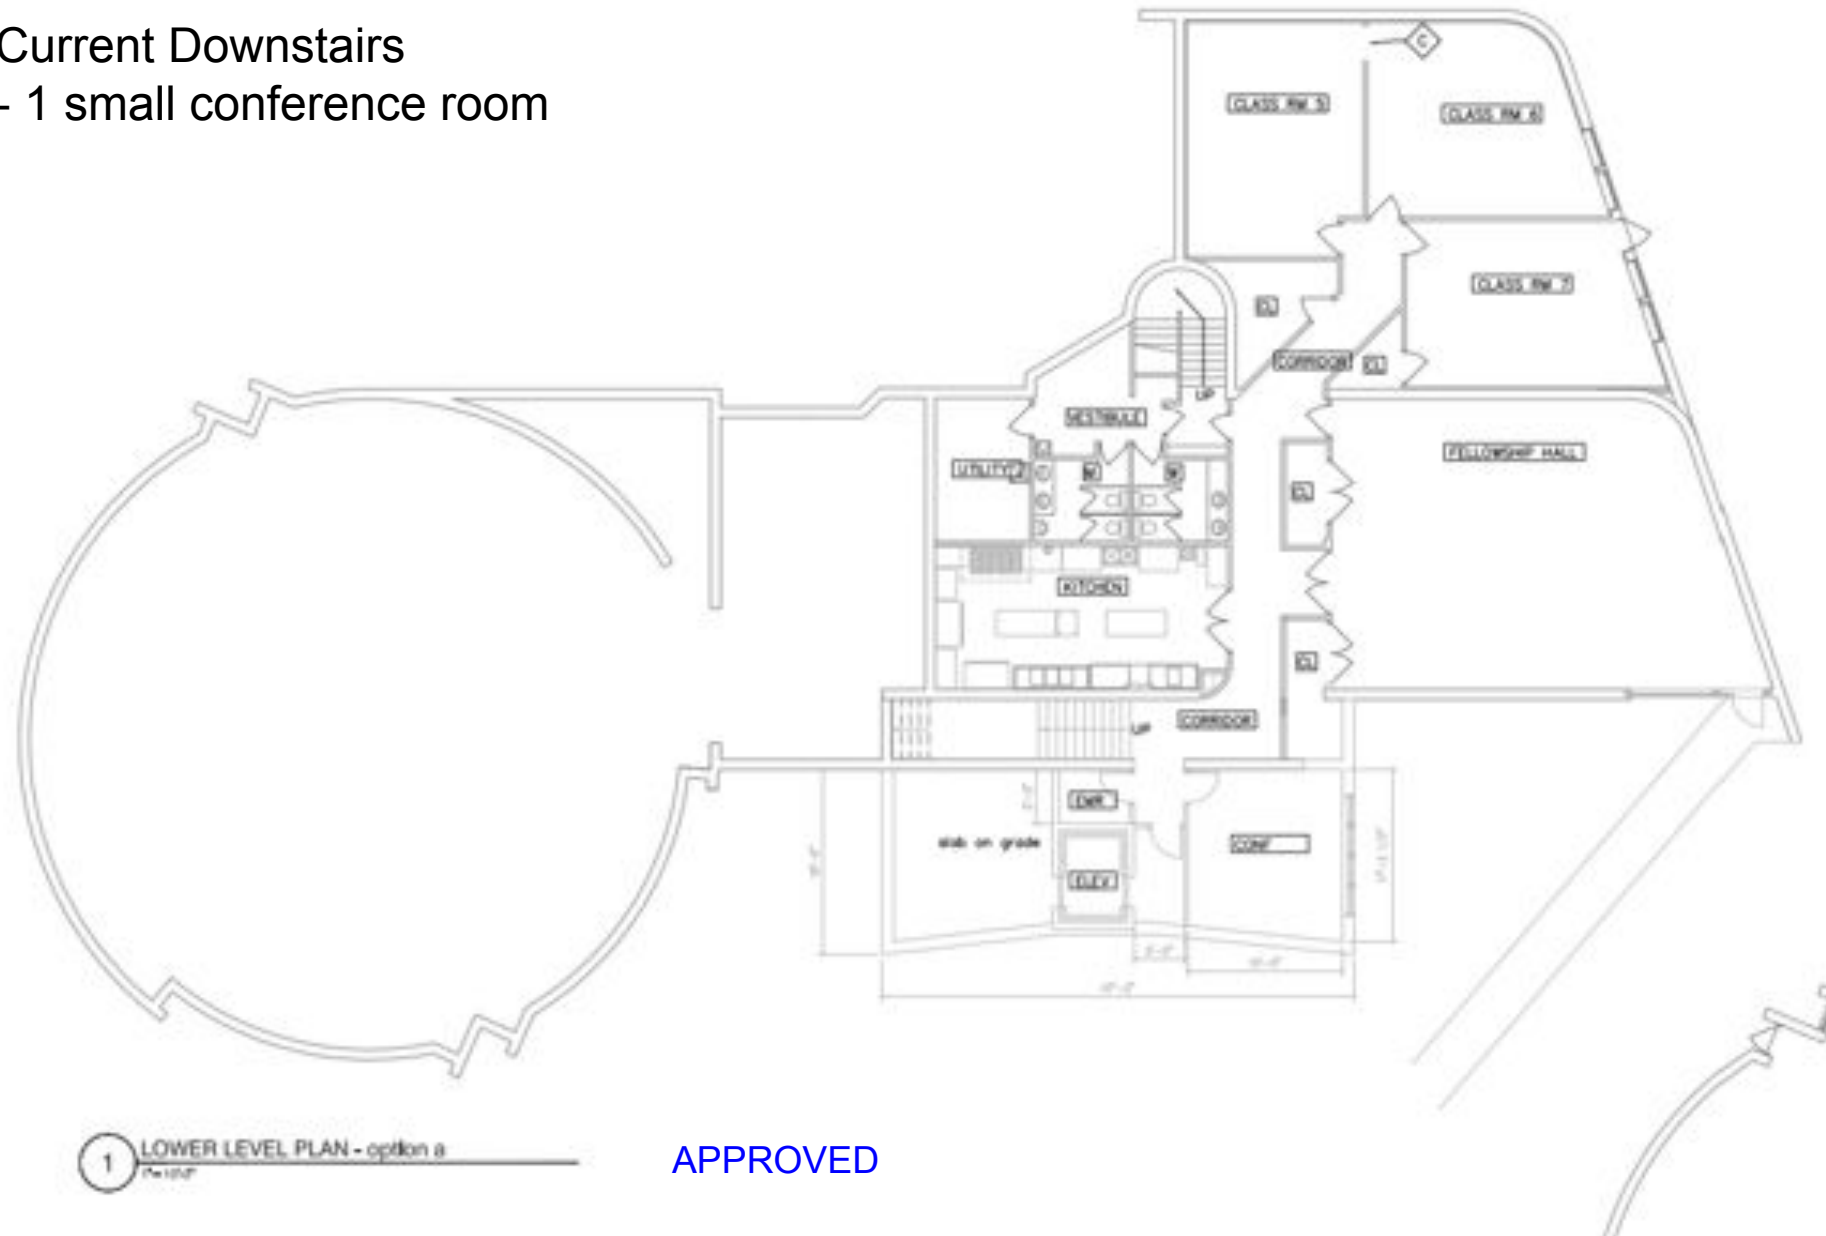 Current Downstairs
- 1 small conference room
C
CLASS RM 5
CLASS RM 6
CLASS RM 7
CL
CORRIDOR
CL
UP
VESTIBULE
FELLOWSHIP HALL
UTILITY
M
W
CL
KITCHEN
CL
UP
CORRIDOR
EMR
slab on grade
CONF
ELEV
1
LOWER LEVEL PLAN - option a
APPROVED